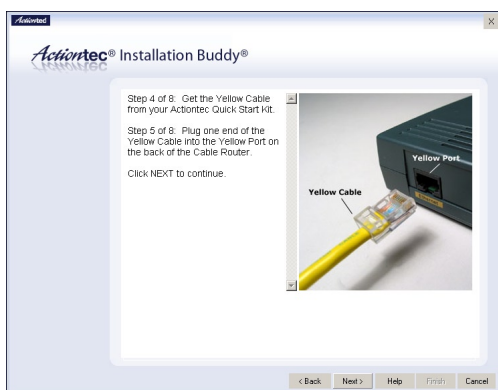 Actiontec
X
Actiontec® Installation Buddy®
Step 4 of 8: Get the Yellow Cable
from your Actiontec Quick Start Kit.
Step 5 of 8: Plug one end of the
Yellow Cable into the Yellow Port on
the back of the Cable Router.
Click NEXT to continue.
Yellow Port
Yellow Cable
Ethernet
< Back
Next >
Help
Finish
Cancel